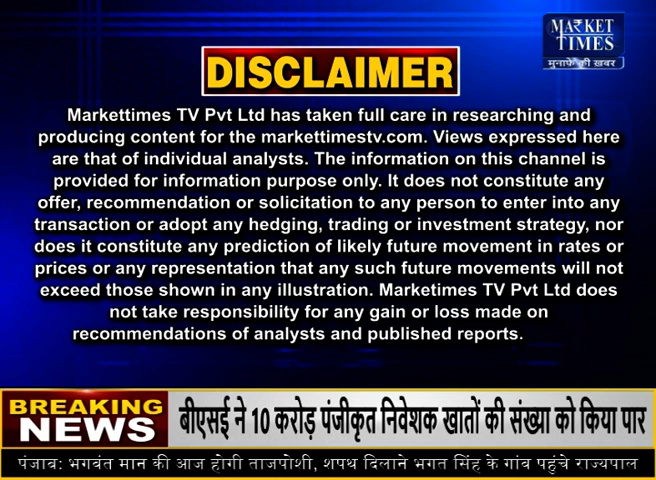 MARKET
TIMES
मुनाफे की ख़बर
DISCLAIMER
Markettimes TV Pvt Ltd has taken full care in researching and
producing content for the markettimestv.com. Views expressed here
are that of individual analysts. The information on this channel is
provided for information purpose only. It does not constitute any
offer, recommendation or solicitation to any person to enter into any
transaction or adopt any hedging, trading or investment strategy, nor
does it constitute any prediction of likely future movement in rates or
prices or any representation that any such future movements will not
exceed those shown in any illustration. Marketimes TV Pvt Ltd does
not take responsibility for any gain or loss made on
recommendations of analysts and published reports.
BREAKING
NEWS
बीएसई ने 10 करोड़ पंजीकृत निवेशक खातों की संख्या को किया पार
पंजाब: भगवंत मान की आज होगी ताजपोशी, शपथ दिलाने भगत सिंह के गांव पहुंचे राज्यपाल